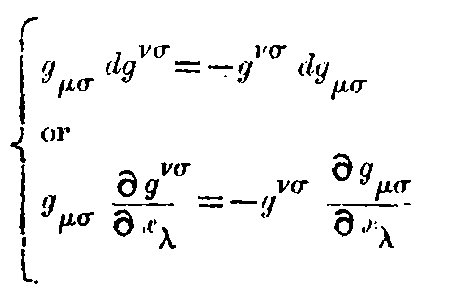 g_{μσ} dg^{νσ} = -g^{νσ} dg_{μσ}
or
g_{μσ} ∂g^{νσ}/∂x_λ = -g^{νσ} ∂g_{μσ}/∂x_λ